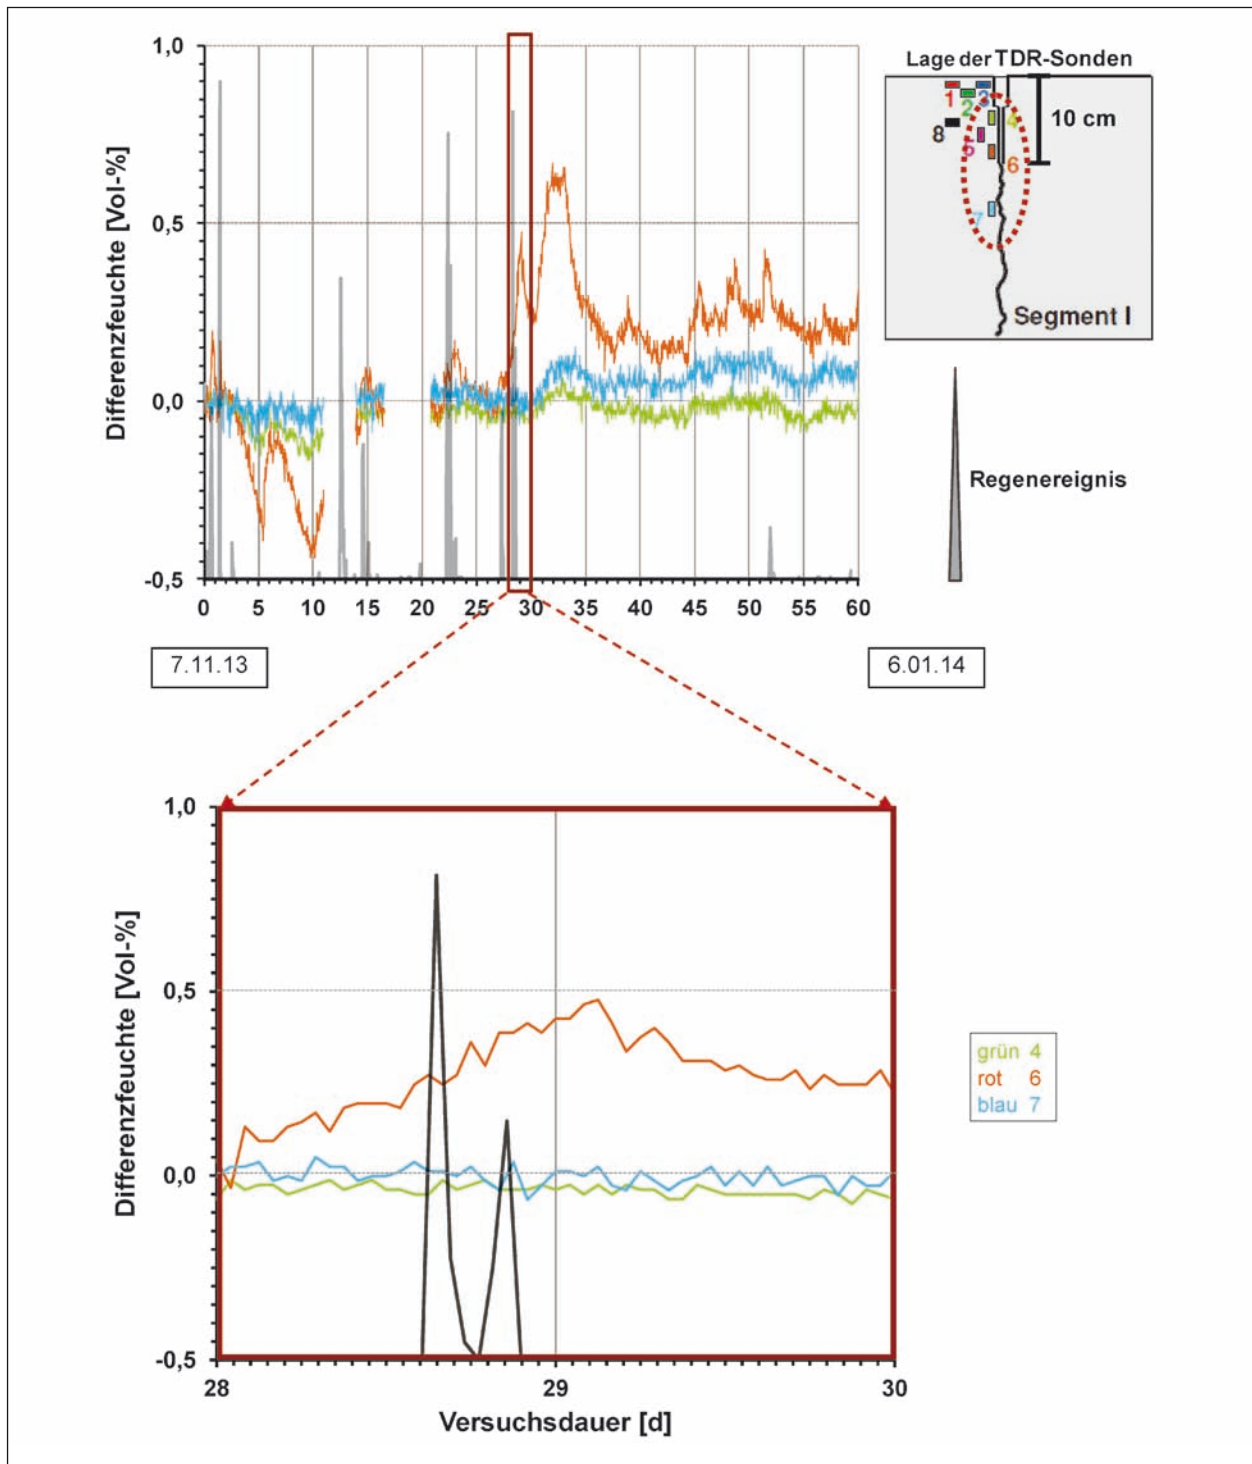 1,0
0,5
0,0
-0,5
Differenzfeuchte [Vol-%]
0 5 10 15 20 25 30 35 40 45 50 55 60
7.11.13
6.01.14
Lage der TDR-Sonden
1
2
3
4
5
6
7
8
10 cm
Segment I
Regenereignis
1,0
0,5
0,0
-0,5
Differenzfeuchte [Vol-%]
28 29 30
Versuchsdauer [d]
grün 4
rot 6
blau 7